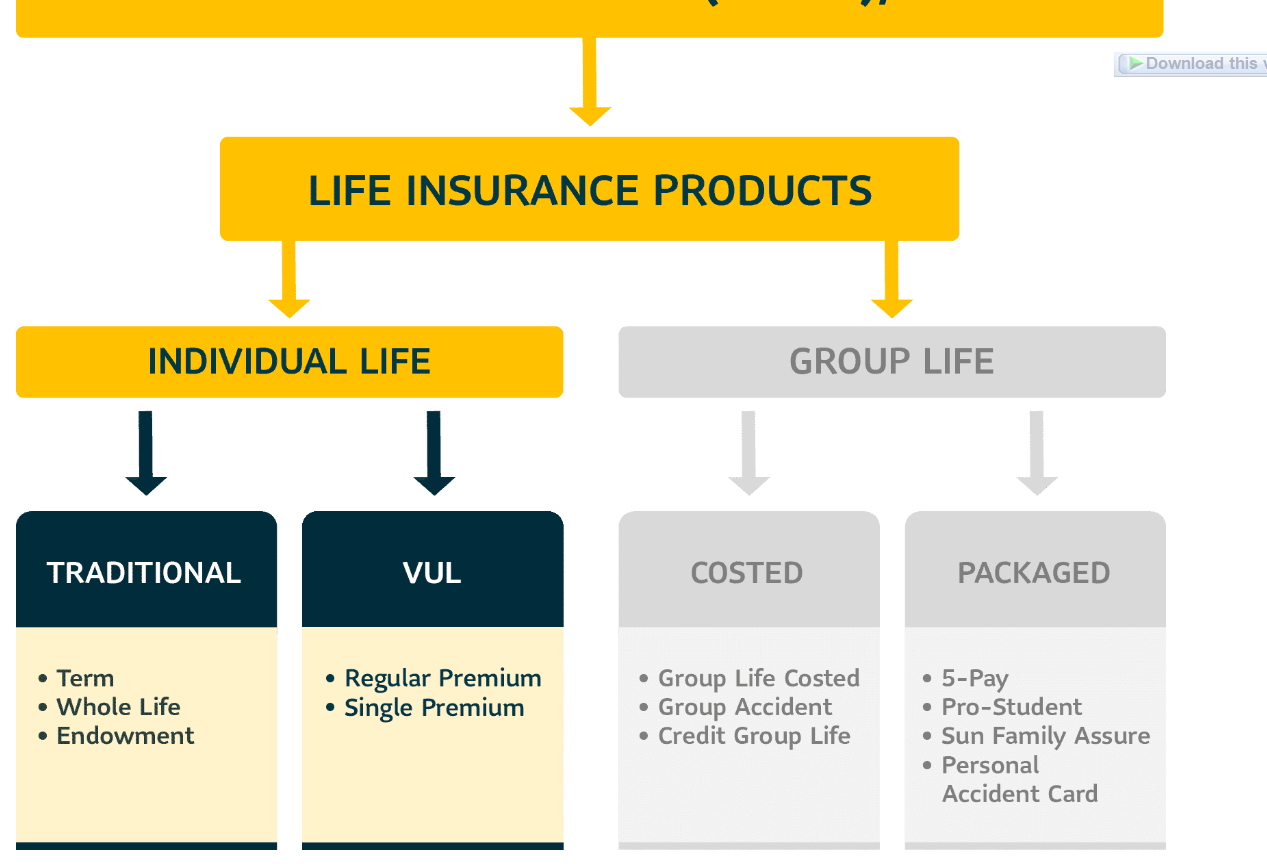 Download this v
LIFE INSURANCE PRODUCTS
INDIVIDUAL LIFE
GROUP LIFE
TRADITIONAL
VUL
COSTED
PACKAGED
• Term
• Whole Life
• Endowment
• Regular Premium
• Single Premium
• Group Life Costed
• Group Accident
• Credit Group Life
• 5-Pay
• Pro-Student
• Sun Family Assure
• Personal
Accident Card